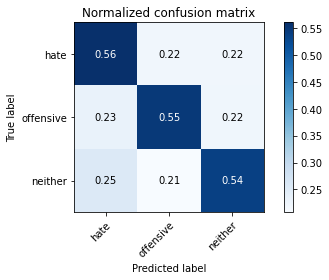 Normalized confusion matrix
True label
hate 0.56 0.22 0.22
offensive 0.23 0.55 0.22
neither 0.25 0.21 0.54
hate offensive neither
Predicted label
0.55
0.50
0.45
0.40
0.35
0.30
0.25